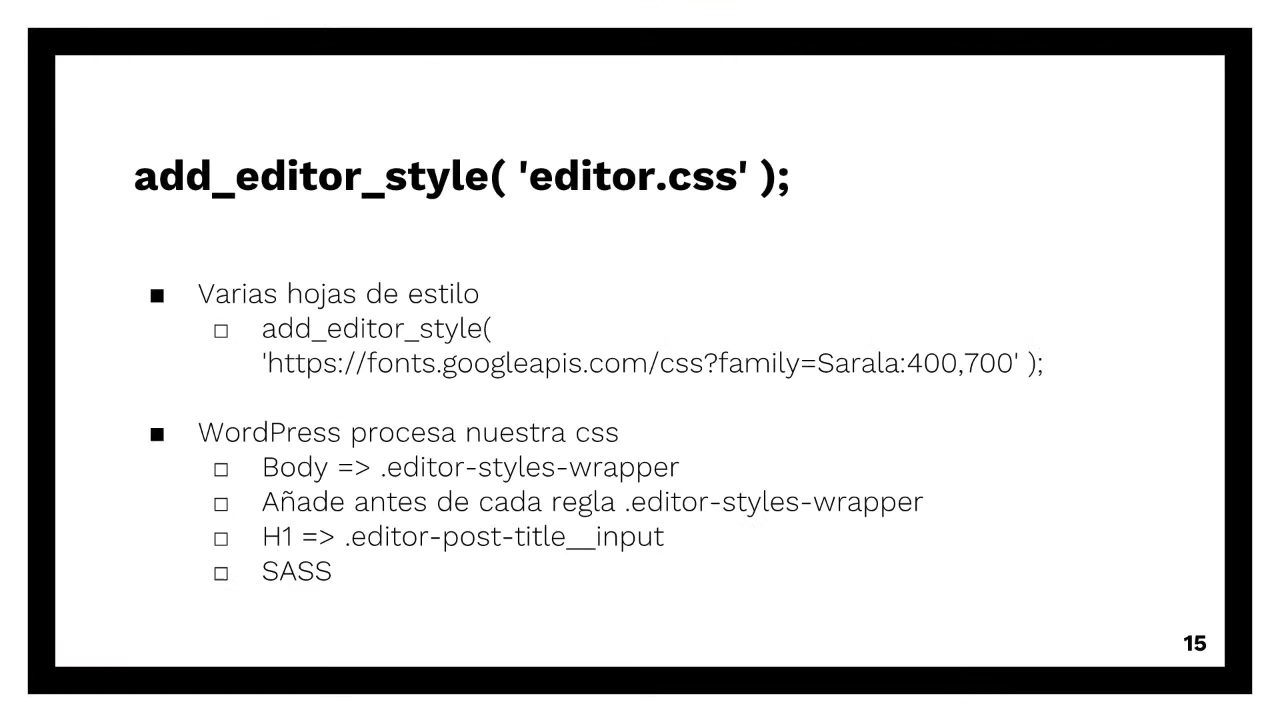 add_editor_style( 'editor.css' );
■ Varias hojas de estilo
□ add_editor_style(
'https://fonts.googleapis.com/css?family=Sarala:400,700' );
■ WordPress procesa nuestra css
□ Body => .editor-styles-wrapper
□ Añade antes de cada regla .editor-styles-wrapper
□ H1 => .editor-post-title__input
□ SASS
15